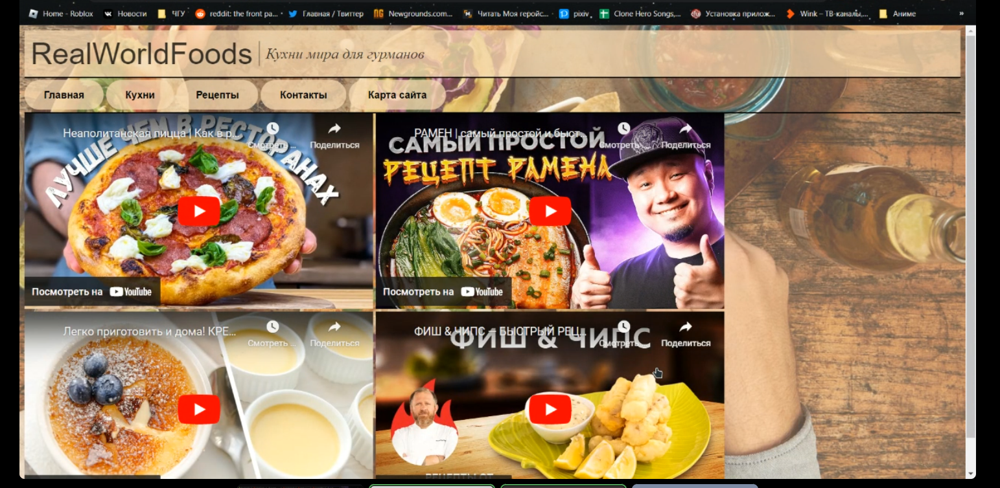 Home - Roblox Новости ЧГУ reddit: the front pa... Главная / Твиттер Newgrounds.com... Читать Моя геройс... pixiv Clone Hero Songs,... Установка прилож... Wink – ТВ-каналы,... Аниме »
RealWorldFoods Кухни мира для гурманов
Главная Кухни Рецепты Контакты Карта сайта
Неаполитанская пицца | Как в р...
Смотреть ... Поделиться
ЛУЧШЕ ЧЕМ В РЕСТОРАНАХ
Посмотреть на YouTube
РАМЕН | самый простой и быст...
Смотреть ... Поделиться
САМЫЙ ПРОСТОЙ
РЕЦЕПТ РАМЕНА
Посмотреть на YouTube
Легко приготовить и дома! КРЕ...
Смотреть ... Поделиться
ФИШ & ЧИПС – БЫСТРЫЙ РЕЦ...
Смотреть ... Поделиться
ФИШ & ЧИПС
РЕЦЕПТЫ ОТ